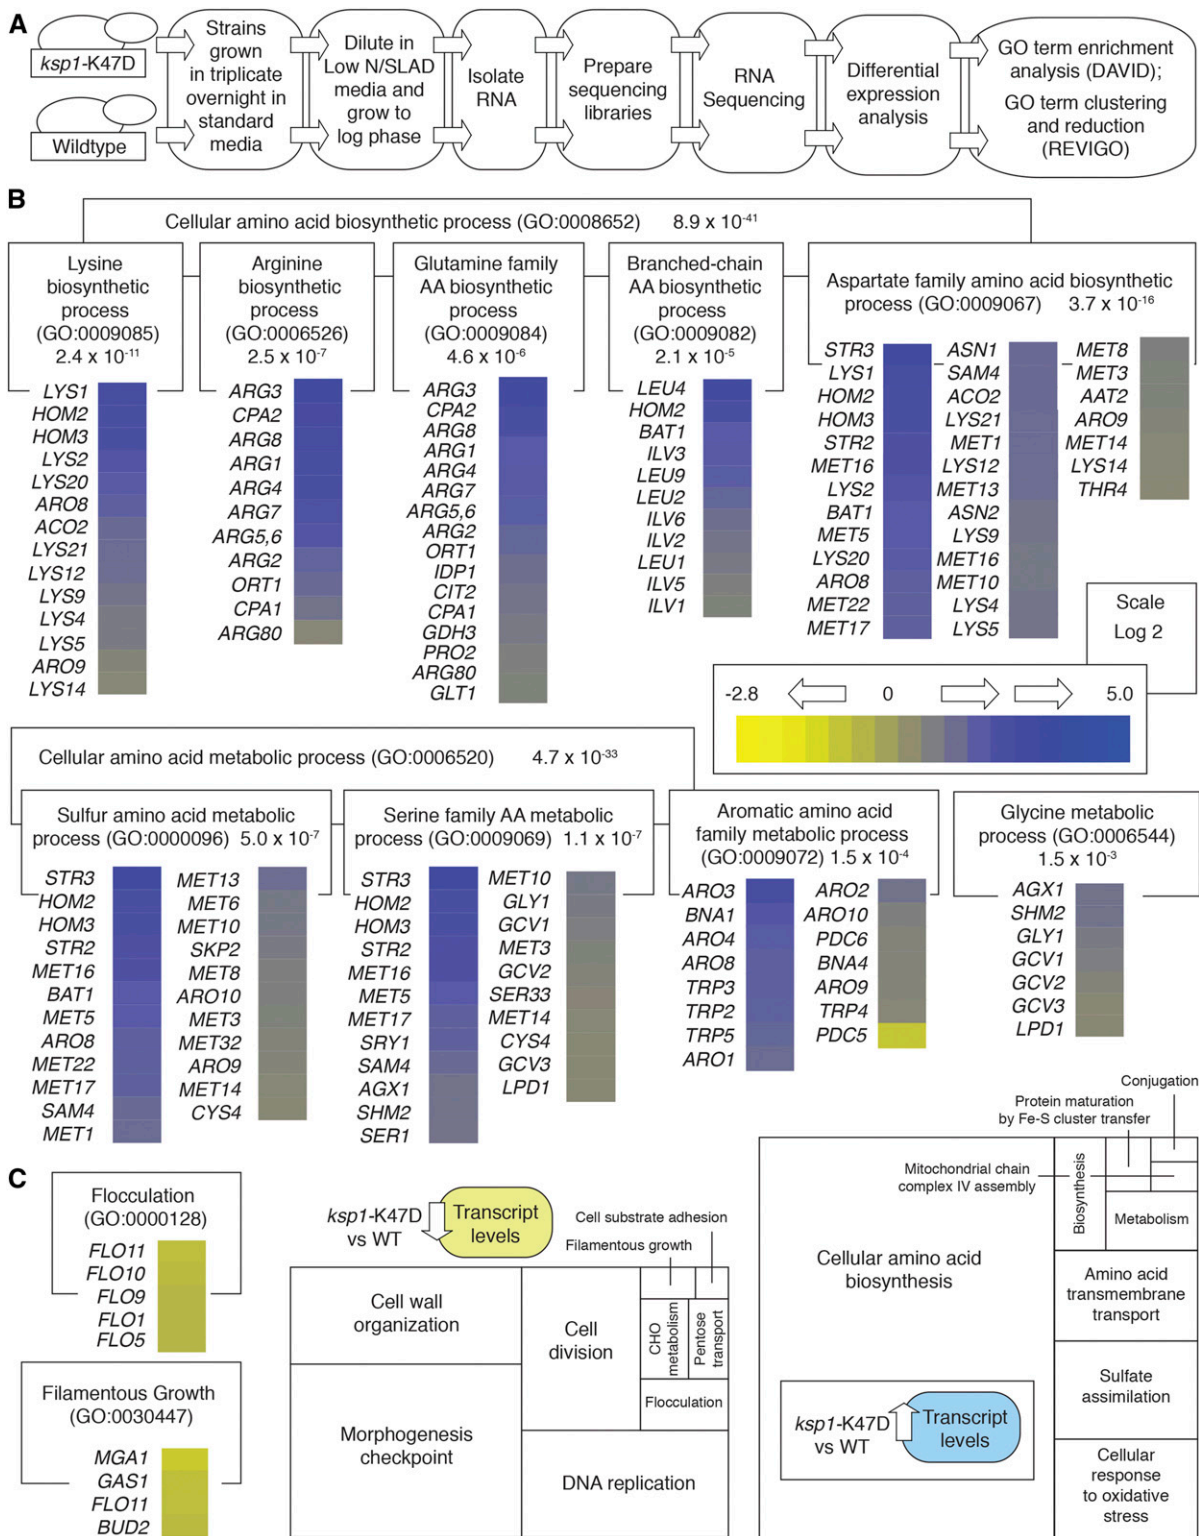 A
ksp1-K47D
Wildtype
Strains
grown
in triplicate
overnight in
standard
media
Dilute in
Low N/SLAD
media and
grow to
log phase
Isolate
RNA
Prepare
sequencing
libraries
RNA
Sequencing
Differential
expression
analysis
GO term enrichment
analysis (DAVID);
GO term clustering
and reduction
(REVIGO)
B
Cellular amino acid biosynthetic process (GO:0008652) 8.9 x 10-41
Lysine
biosynthetic
process
(GO:0009085)
2.4 x 10-11
LYS1
HOM2
HOM3
LYS2
LYS20
ARO8
ACO2
LYS21
LYS12
LYS9
LYS4
LYS5
ARO9
LYS14
Arginine
biosynthetic
process
(GO:0006526)
2.5 x 10-7
ARG3
CPA2
ARG8
ARG1
ARG4
ARG7
ARG5,6
ARG2
ORT1
CPA1
ARG80
Glutamine family
AA biosynthetic
process
(GO:0009084)
4.6 x 10-6
ARG3
CPA2
ARG8
ARG1
ARG4
ARG7
ARG5,6
ARG2
ORT1
IDP1
CIT2
CPA1
GDH3
PRO2
ARG80
GLT1
Branched-chain
AA biosynthetic
process
(GO:0009082)
2.1 x 10-5
LEU4
HOM2
BAT1
ILV3
LEU9
LEU2
ILV6
ILV2
LEU1
ILV5
ILV1
Aspartate family amino acid biosynthetic
process (GO:0009067) 3.7 x 10-16
STR3
LYS1
HOM2
HOM3
STR2
MET16
LYS2
BAT1
MET5
LYS20
ARO8
MET22
MET17
ASN1
SAM4
ACO2
LYS21
MET1
LYS12
MET13
ASN2
LYS9
MET16
MET10
LYS4
LYS5
MET8
MET3
AAT2
ARO9
MET14
LYS14
THR4
Scale
Log 2
-2.8 0 5.0
Cellular amino acid metabolic process (GO:0006520) 4.7 x 10-33
Sulfur amino acid metabolic
process (GO:0000096) 5.0 x 10-7
STR3
HOM2
HOM3
STR2
MET16
BAT1
MET5
ARO8
MET22
MET17
SAM4
MET1
MET13
MET6
MET10
SKP2
MET8
ARO10
MET3
MET32
ARO9
MET14
CYS4
Serine family AA metabolic
process (GO:0009069) 1.1 x 10-7
STR3
HOM2
HOM3
STR2
MET16
MET5
MET17
SRY1
SAM4
AGX1
SHM2
SER1
MET10
GLY1
GCV1
MET3
GCV2
SER33
MET14
CYS4
GCV3
LPD1
Aromatic amino acid
family metabolic process
(GO:0009072) 1.5 x 10-4
ARO3
BNA1
ARO4
ARO8
TRP3
TRP2
TRP5
ARO1
ARO2
ARO10
PDC6
BNA4
ARO9
TRP4
PDC5
Glycine metabolic
process (GO:0006544)
1.5 x 10-3
AGX1
SHM2
GLY1
GCV1
GCV2
GCV3
LPD1
C
Flocculation
(GO:0000128)
FLO11
FLO10
FLO9
FLO1
FLO5
Filamentous Growth
(GO:0030447)
MGA1
GAS1
FLO11
BUD2
ksp1-K47D
vs WT
Transcript
levels
Cell substrate adhesion
Filamentous growth
Cell wall
organization
Morphogenesis
checkpoint
Cell
division
CHO
metabolism
Pentose
transport
Flocculation
DNA replication
Conjugation
Protein maturation
by Fe-S cluster transfer
Mitochondrial chain
complex IV assembly
Cellular amino acid
biosynthesis
Biosynthesis
Metabolism
Amino acid
transmembrane
transport
Sulfate
assimilation
Cellular
response
to oxidative
stress
ksp1-K47D
vs WT
Transcript
levels